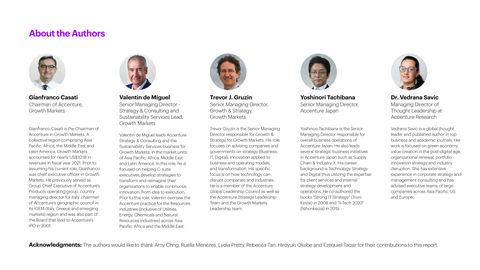 About the Authors
Gianfranco Casati
Chairman of Accenture,
Growth Markets
Gianfranco Casati is the Chairman of
Accenture in Growth Markets. A
collective region comprising Asia
Pacific, Africa, the Middle East and
Latin America, Growth Markets
accounted for nearly US$10.1B in
revenues in fiscal year 2021. Prior to
assuming his current role, Gianfranco
was chief executive officer in Growth
Markets. He previously served as
Group Chief Executive of Accenture's
Products operating group, country
managing director for Italy, chairman
of Accenture's geographic council in
its IGEM (Italy, Greece and emerging
markets) region and was also part of
the Board that lead to Accenture's
IPO in 2001.
Valentin de Miguel
Senior Managing Director -
Strategy & Consulting and
Sustainability Services Lead,
Growth Markets
Valentin de Miguel leads Accenture
Strategy & Consulting and the
Sustainability Services business for
Growth Markets in the market units
of Asia Pacific, Africa, Middle East
and Latin America. In this role, he is
focused on helping C-suite
executives develop strategies to
transform and reimagine their
organizations to enable continuous
innovation, from idea to execution.
Prior to this role, Valentin oversaw the
Accenture practice for the Resources
industries (inclusive of Utilities,
Energy, Chemicals and Natural
Resources industries) across Asia
Pacific, Africa and the Middle East.
Trevor J. Gruzin
Senior Managing Director,
Growth & Strategy,
Growth Markets
Trevor Gruzin is the Senior Managing
Director responsible for Growth &
Strategy for Growth Markets. His role
focuses on advising companies and
governments on strategy (Business,
IT, Digital), innovation applied to
business and operating models,
and transformation. His specific
focus is on how technology can
disrupt companies and industries.
He is a member of the Accenture
Global Leadership Council as well as
the Accenture Strategy Leadership
Team and the Growth Markets
Leadership team.
Yoshinori Tachibana
Senior Managing Director,
Accenture Japan
Yoshinori Tachibana is the Senior
Managing Director responsible for
overall business operations of
Accenture Japan. He also leads
several strategic business initiatives
in Accenture Japan such as Supply
Chain & Industry X. His career
background is Technology Strategy
and Digital thus utilizing the expertise
for client services and internal
strategy development and
operations. He co-authored the
books "Strong IT Strategy" (Toyo
Keizai) in 2008 and "X-Tech 2020"
(Nihonkeizai) in 2019.
Dr. Vedrana Savic
Managing Director of
Thought Leadership at
Accenture Research
Vedrana Savic is a global thought
leader and published author in top
business and academic journals. Her
work is focused on green economy,
value creation in the post-digital age,
organizational renewal, portfolio
innovation strategy and industry
disruption. She has extensive
experience in corporate strategy and
management consulting and has
advised executive teams of large
companies across Asia Pacific, US
and Europe.
Acknowledgments: The authors would like to thank Amy Chng, Ruella Menezes, Lydia Pretty, Rebecca Tan, Hiroyuki Okabe and Ezequiel Tacsir for their contributions to this report.